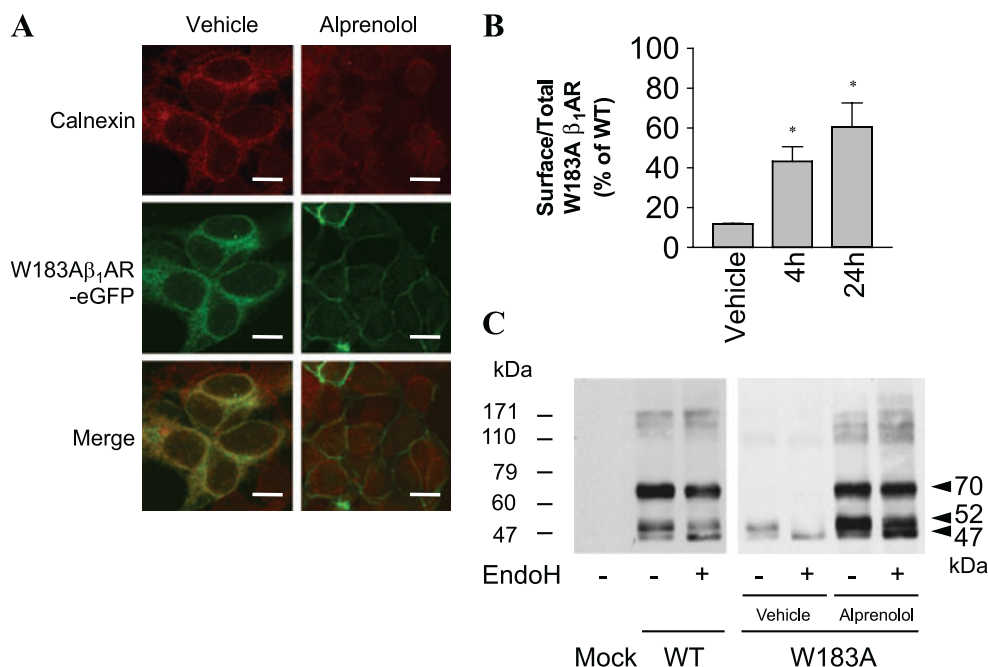 A
Vehicle Alprenolol
Calnexin
W183Aβ₁AR
-eGFP
Merge
B
Surface/Total
W183A β₁AR
(% of WT)
100
80
60
40
20
0
*
*
Vehicle
4h
24h
C
kDa
171
110
79
60
47
70
52
47
kDa
EndoH - - + - + - +
Vehicle Alprenolol
Mock WT W183A